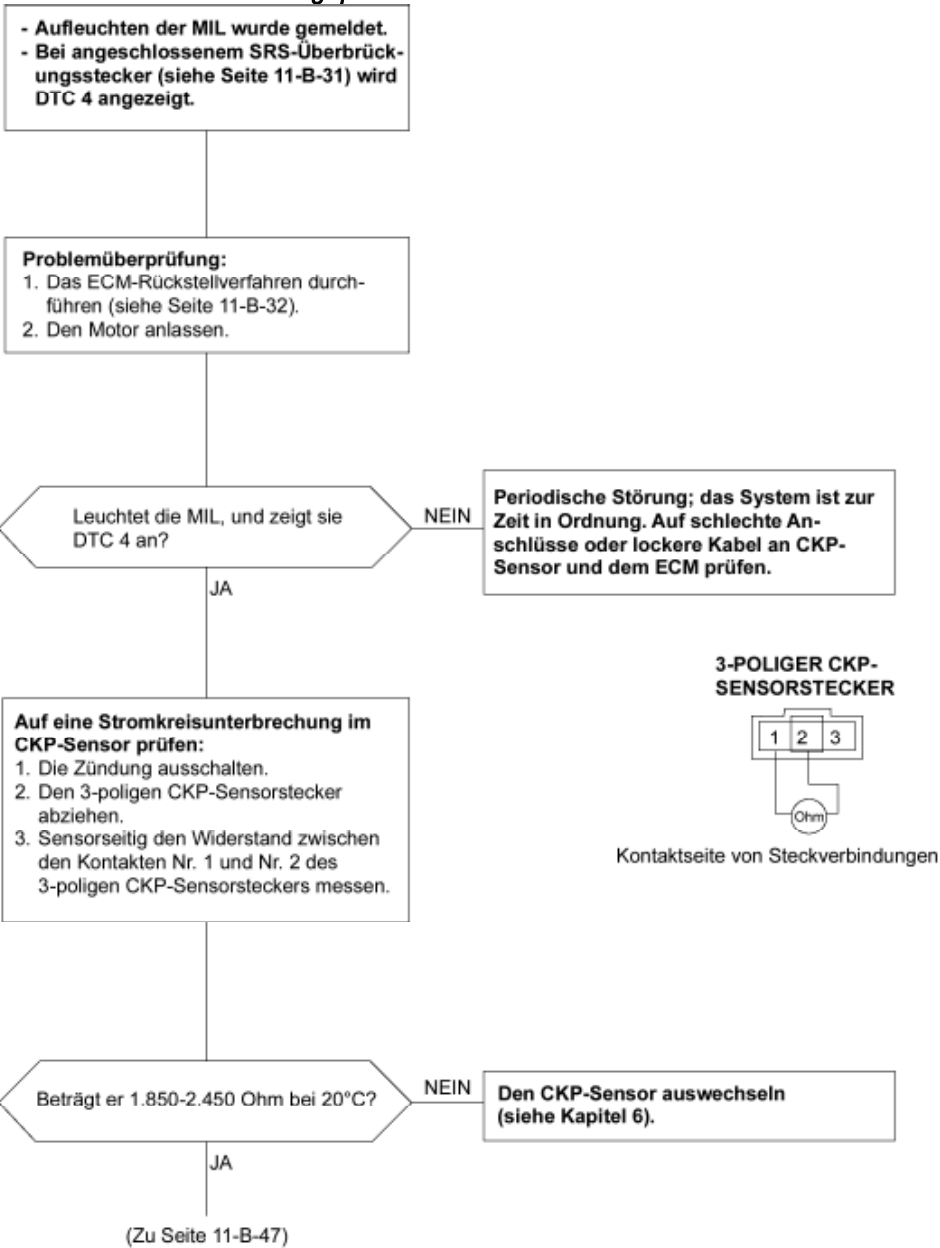 - Aufleuchten der MIL wurde gemeldet.
- Bei angeschlossenem SRS-Überbrück-
ungsstecker (siehe Seite 11-B-31) wird
DTC 4 angezeigt.
Problemüberprüfung:
1. Das ECM-Rückstellverfahren durch-
führen (siehe Seite 11-B-32).
2. Den Motor anlassen.
Leuchtet die MIL, und zeigt sie
DTC 4 an?
NEIN
Periodische Störung; das System ist zur
Zeit in Ordnung. Auf schlechte An-
schlüsse oder lockere Kabel an CKP-
Sensor und dem ECM prüfen.
JA
Auf eine Stromkreisunterbrechung im
CKP-Sensor prüfen:
1. Die Zündung ausschalten.
2. Den 3-poligen CKP-Sensorstecker
abziehen.
3. Sensorseitig den Widerstand zwischen
den Kontakten Nr. 1 und Nr. 2 des
3-poligen CKP-Sensorsteckers messen.
3-POLIGER CKP-
SENSORSTECKER
1 2 3
Ohm
Kontaktseite von Steckverbindungen
Beträgt er 1.850-2.450 Ohm bei 20°C?
NEIN
Den CKP-Sensor auswechseln
(siehe Kapitel 6).
JA
(Zu Seite 11-B-47)